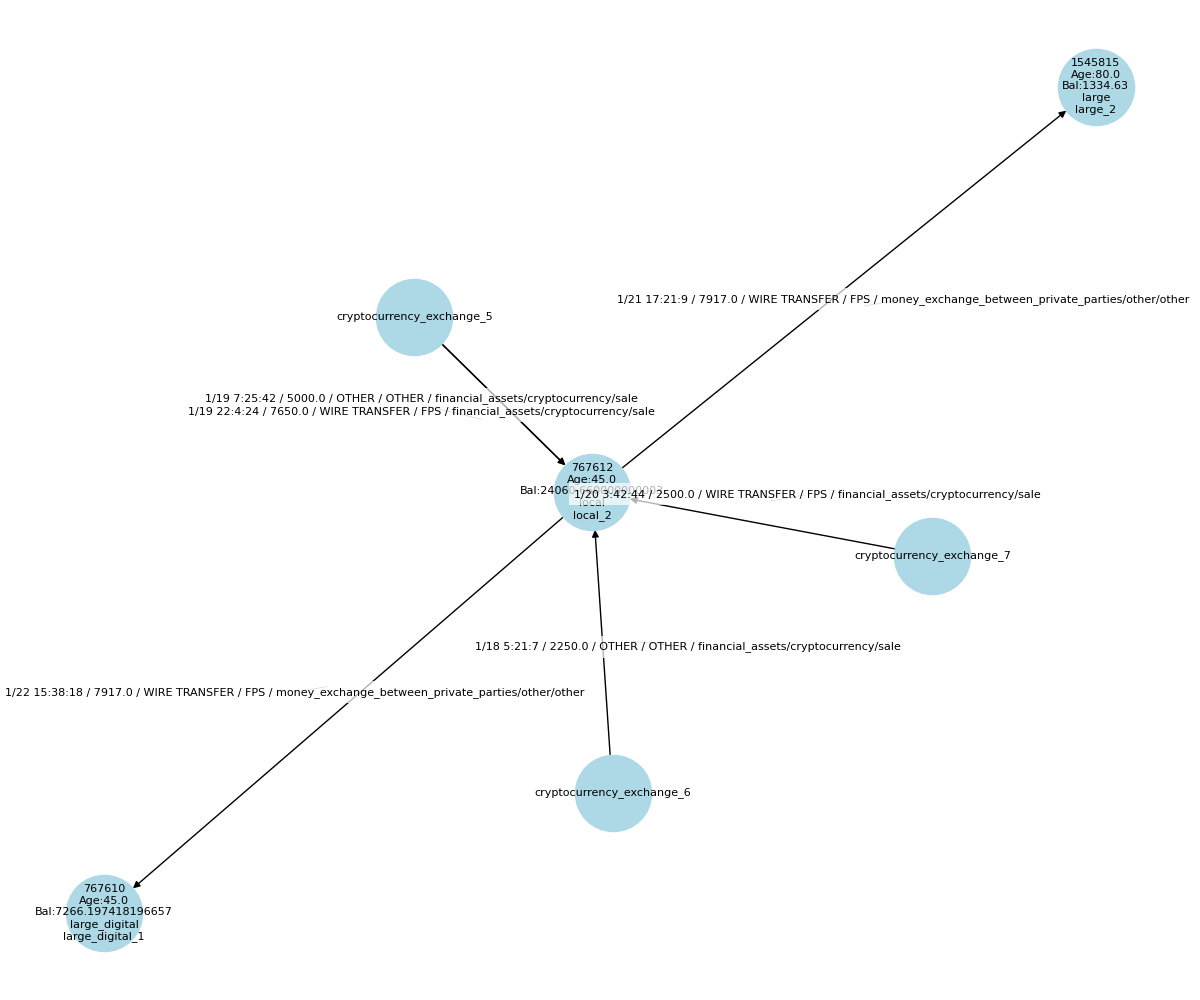 1545815
Age:80.0
Bal:1334.63
large
large_2
1/21 17:21:9 / 7917.0 / WIRE TRANSFER / FPS / money_exchange_between_private_parties/other/other
cryptocurrency_exchange_5
1/19 7:25:42 / 5000.0 / OTHER / OTHER / financial_assets/cryptocurrency/sale
1/19 22:4:24 / 7650.0 / WIRE TRANSFER / FPS / financial_assets/cryptocurrency/sale
767612
Age:45.0
1/20 3:42:44 / 2500.0 / WIRE TRANSFER / FPS / financial_assets/cryptocurrency/sale
local
local_2
cryptocurrency_exchange_7
1/18 5:21:7 / 2250.0 / OTHER / OTHER / financial_assets/cryptocurrency/sale
1/22 15:38:18 / 7917.0 / WIRE TRANSFER / FPS / money_exchange_between_private_parties/other/other
cryptocurrency_exchange_6
767610
Age:45.0
Bal:7266.197418196657
large_digital
large_digital_1